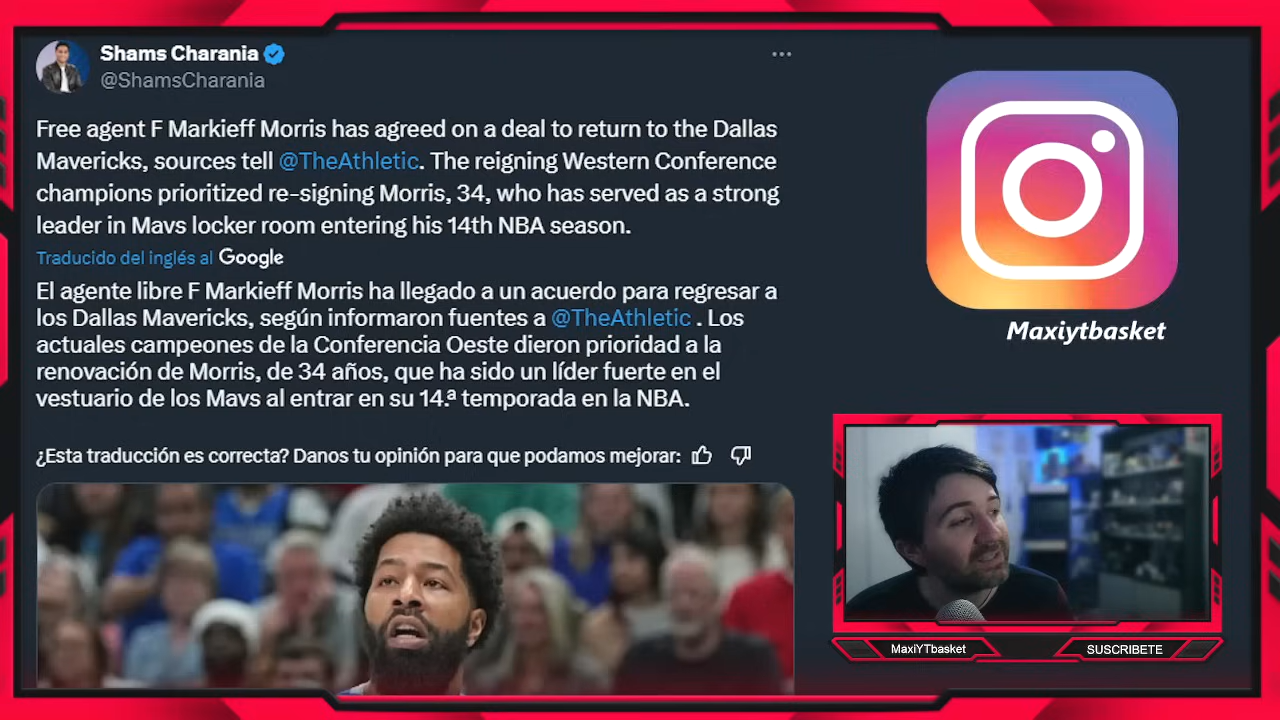 Shams Charania
@ShamsCharania
Free agent F Markieff Morris has agreed on a deal to return to the Dallas
Mavericks, sources tell @TheAthletic. The reigning Western Conference
champions prioritized re-signing Morris, 34, who has served as a strong
leader in Mavs locker room entering his 14th NBA season.
Traducido del inglés al Google
El agente libre F Markieff Morris ha llegado a un acuerdo para regresar a
los Dallas Mavericks, según informaron fuentes a @TheAthletic . Los
actuales campeones de la Conferencia Oeste dieron prioridad a la
renovación de Morris, de 34 años, que ha sido un líder fuerte en el
vestuario de los Mavs al entrar en su 14.ª temporada en la NBA.
¿Esta traducción es correcta? Danos tu opinión para que podamos mejorar:
Maxiytbasket
MaxiYTbasket
SUSCRIBETE